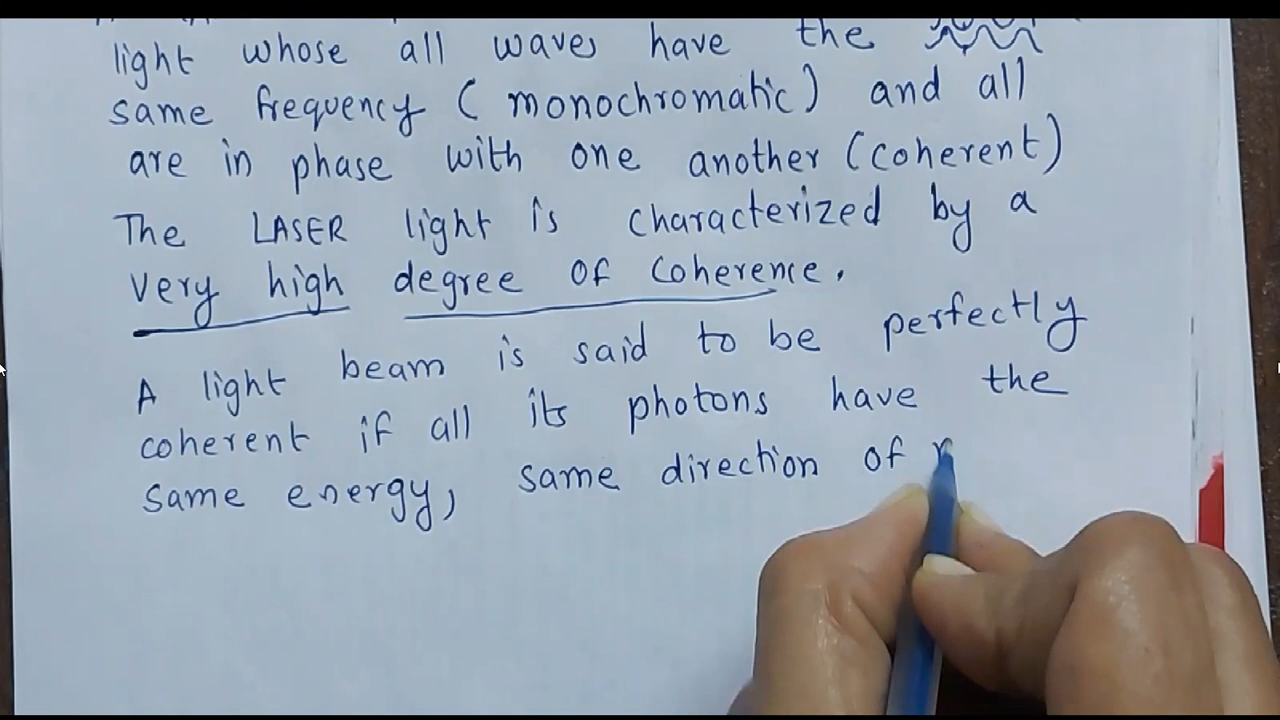 light whose all waves have the
same frequency (monochromatic) and all
are in phase with one another (coherent)
The LASER light is characterized by a
very high degree of coherence.
A light beam is said to be perfectly
coherent if all its photons have the
same energy, same direction of